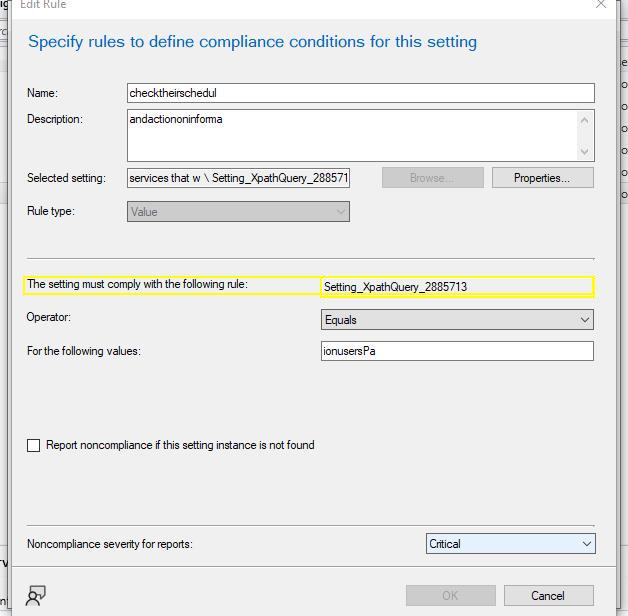 Edit Rule
Specify rules to define compliance conditions for this setting
Name: checktheirschedul
Description: andactiononinforma
Selected setting: services that w \ Setting_XpathQuery_288571 Browse... Properties...
Rule type: Value
The setting must comply with the following rule: Setting_XpathQuery_2885713
Operator: Equals
For the following values: ionusersPa
Report noncompliance if this setting instance is not found
Noncompliance severity for reports: Critical
OK Cancel